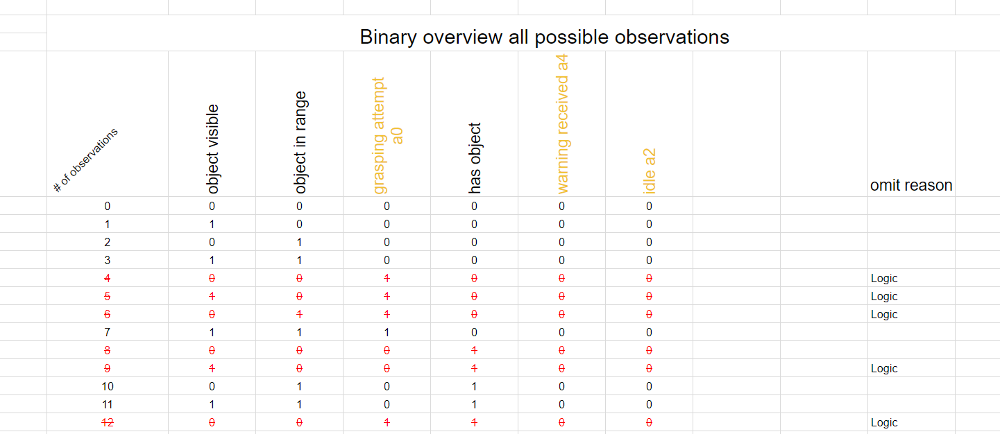 Binary overview all possible observations
# of observations object visible object in range grasping attempt a0 has object warning received a4 idle a2 omit reason
0 0 0 0 0 0 0
1 1 0 0 0 0 0
2 0 1 0 0 0 0
3 1 1 0 0 0 0
4 0 0 1 0 0 0 Logic
5 1 0 1 0 0 0 Logic
6 0 1 1 0 0 0 Logic
7 1 1 1 0 0 0
8 0 0 0 1 0 0
9 1 0 0 1 0 0 Logic
10 0 1 0 1 0 0
11 1 1 0 1 0 0
12 0 0 1 1 0 0 Logic